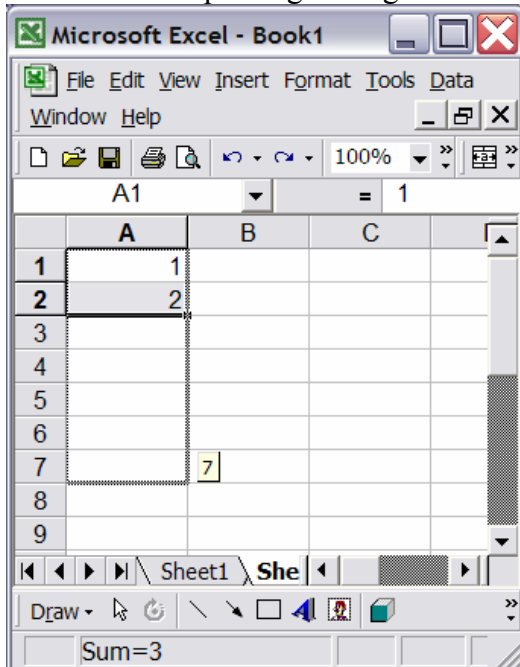 Microsoft Excel - Book1
File Edit View Insert Format Tools Data
Window Help
100%
A1 = 1
A B C
1 1
2 2
3
4
5
6
7 7
8
9
Sheet1 She
Draw
Sum=3